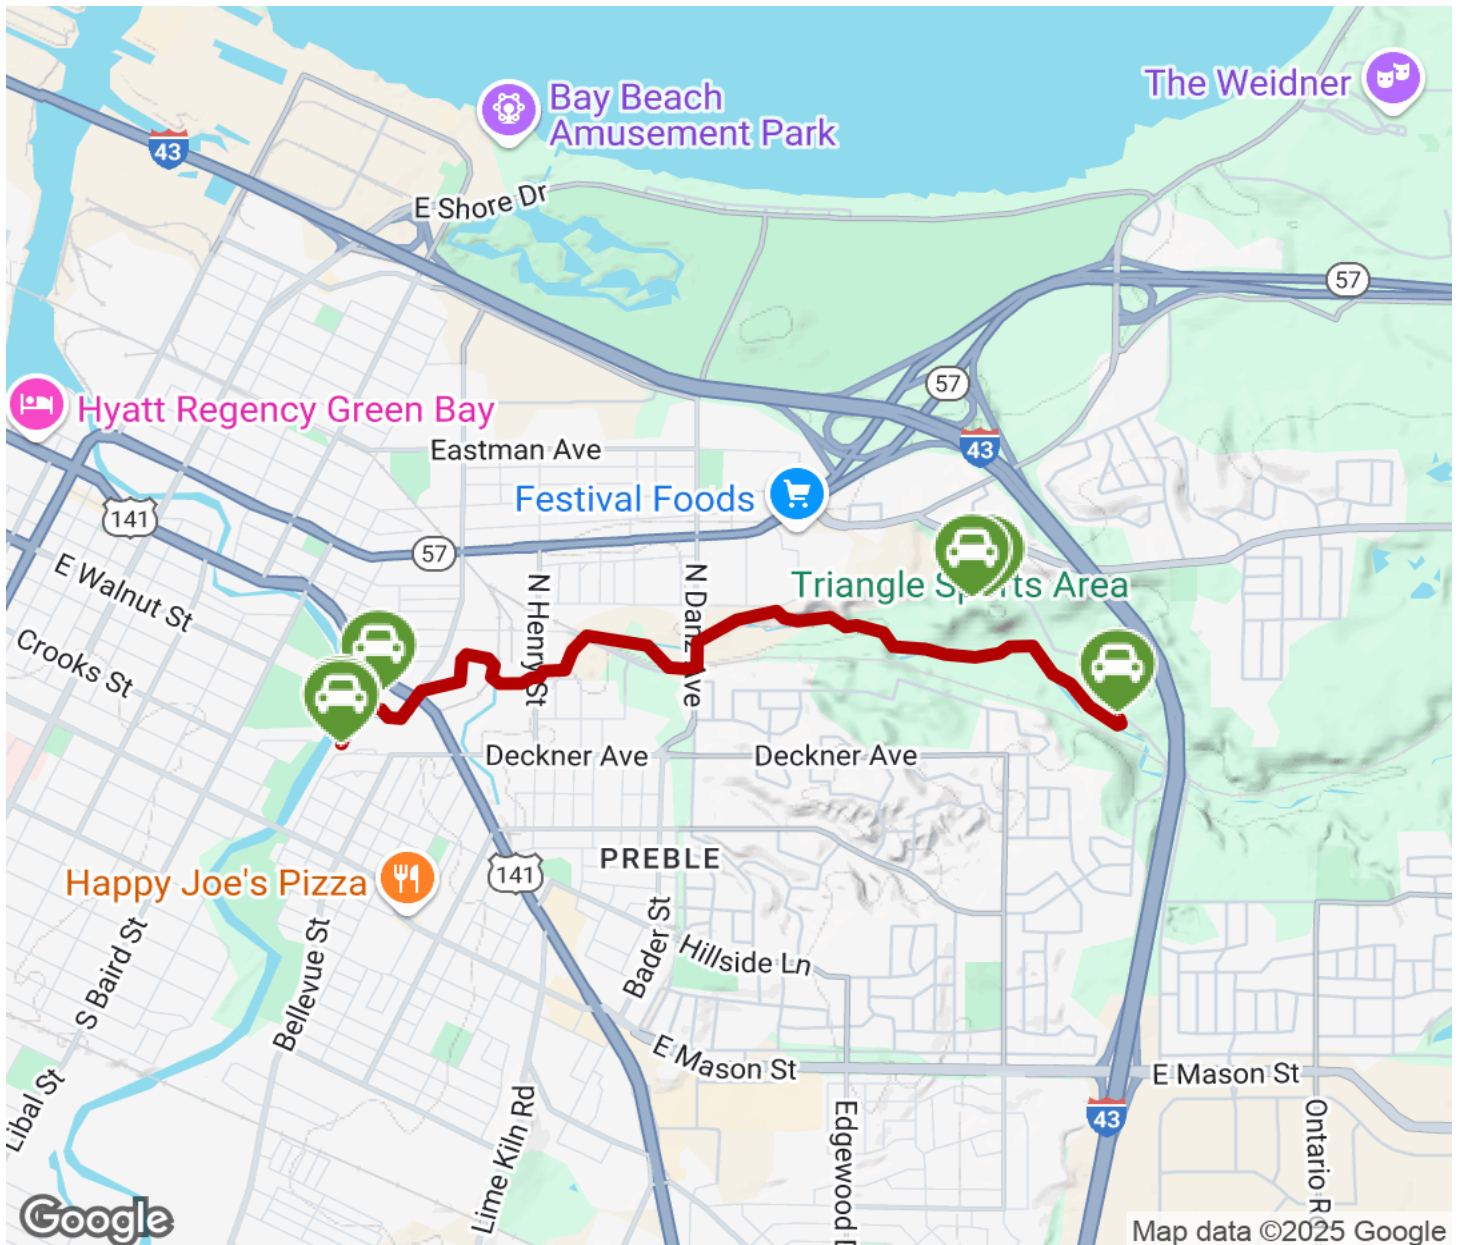 The Weidner
Bay Beach
Amusement Park
43
E Shore Dr
57
57
Hyatt Regency Green Bay
43
Eastman Ave
Festival Foods
141
57
E Walnut St
N Henry St
N Danz Ave
Triangle Sports Area
Crooks St
Deckner Ave
Deckner Ave
PREBLE
141
Happy Joe's Pizza
S Baird St
Bellevue St
Bader St
Hillside Ln
E Mason St
E Mason St
Libal St
Lime Kiln Rd
Edgewood D
43
Ontario R
Google
Map data ©2025 Google